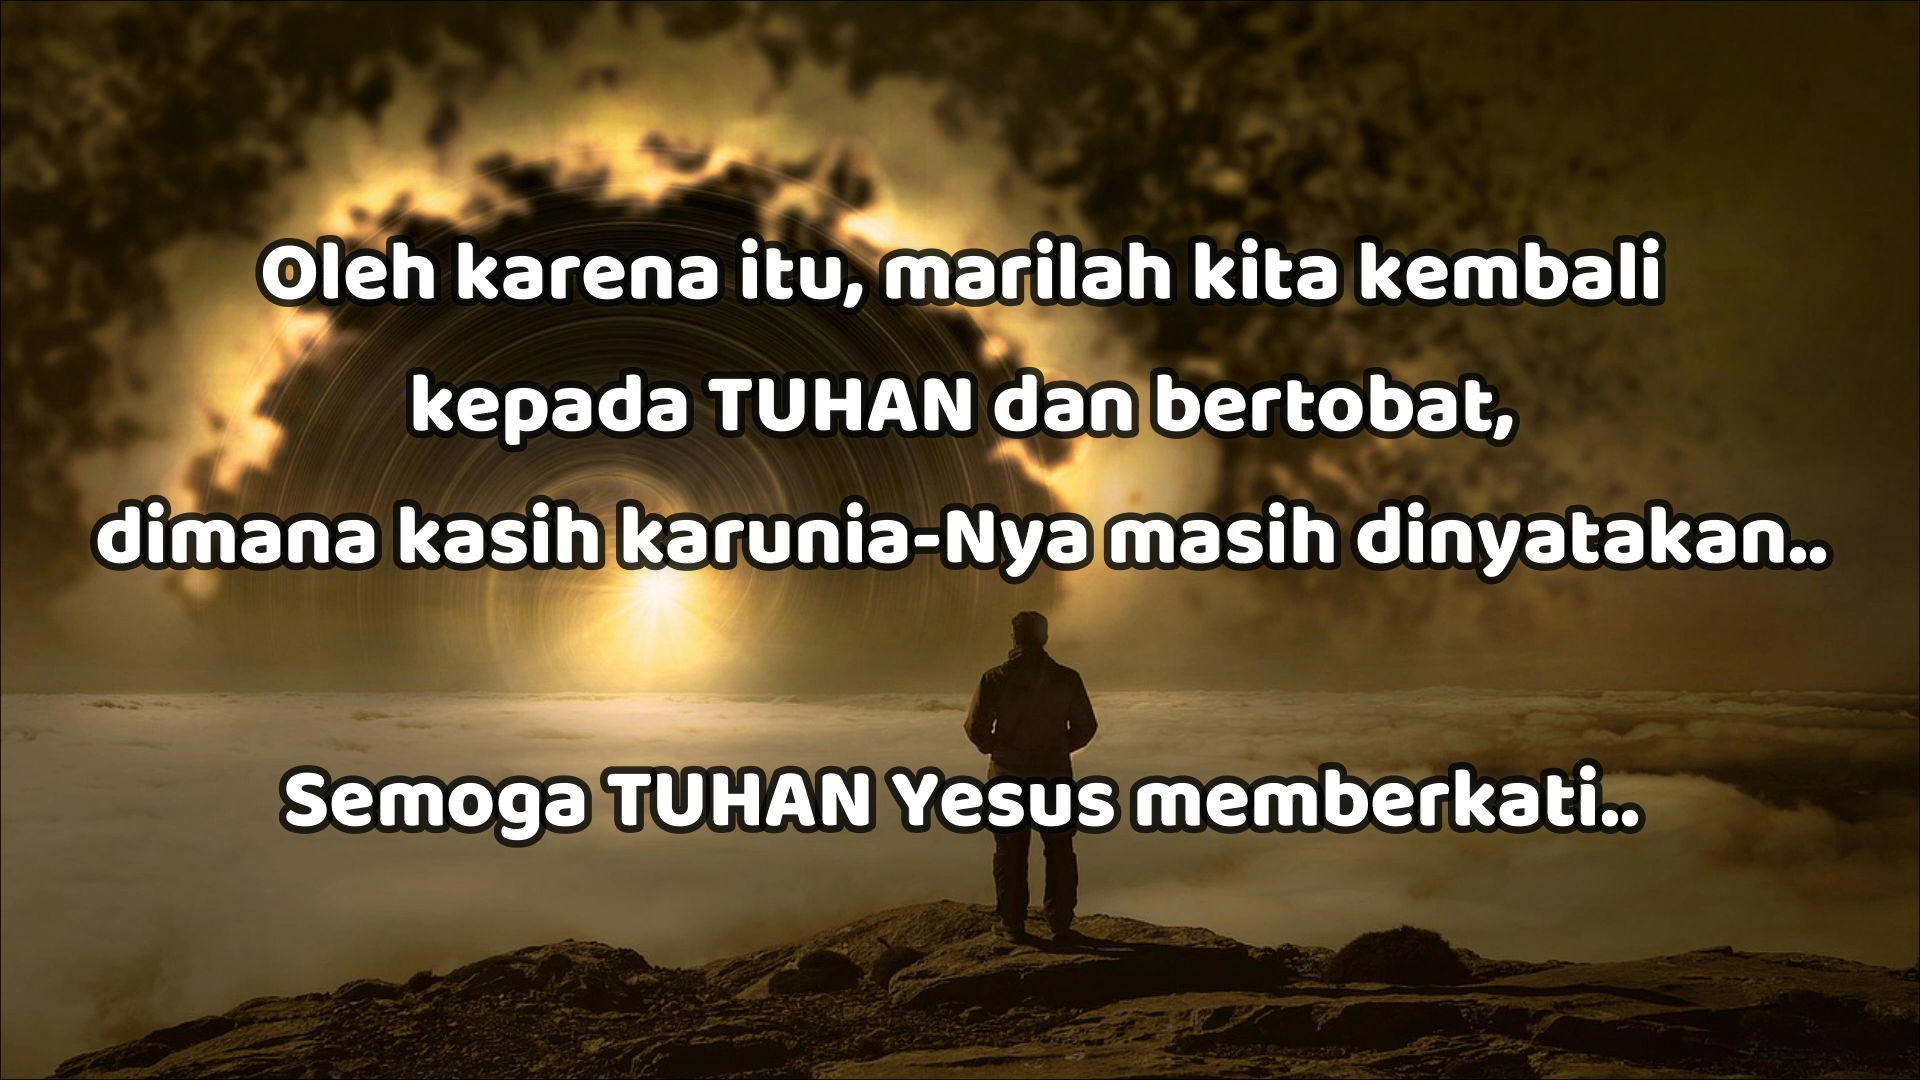 Oleh karena itu, marilah kita kembali
kepada TUHAN dan bertobat,
dimana kasih karunia-Nya masih dinyatakan..
Semoga TUHAN Yesus memberkati..